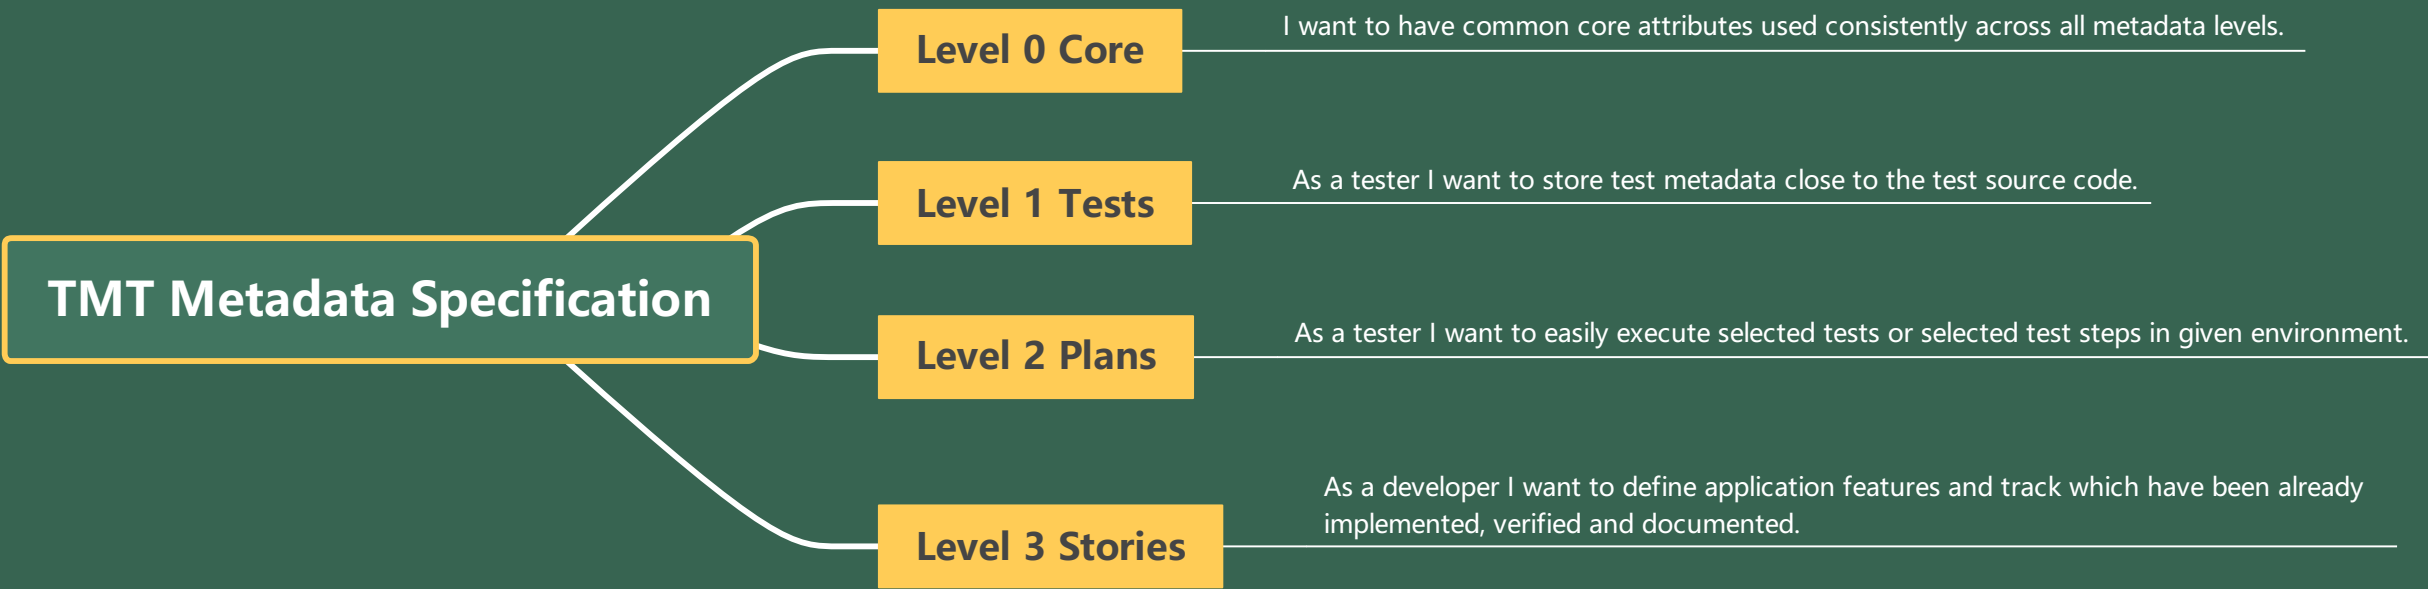 TMT Metadata Specification
Level 0 Core
I want to have common core attributes used consistently across all metadata levels.
Level 1 Tests
As a tester I want to store test metadata close to the test source code.
Level 2 Plans
As a tester I want to easily execute selected tests or selected test steps in given environment.
Level 3 Stories
As a developer I want to define application features and track which have been already
implemented, verified and documented.